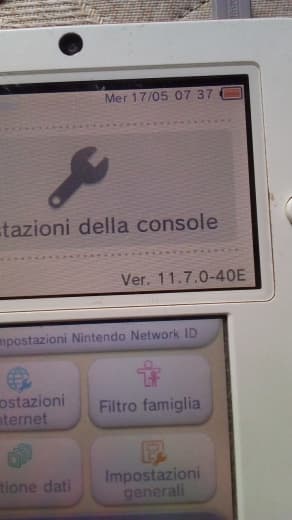 Mer 17/05 07 37
stazioni della console
Ver. 11.7.0-40E
mpostazioni Nintendo Network ID
ostazioni
nternet
Filtro famiglia
tione dati
Impostazioni
generali